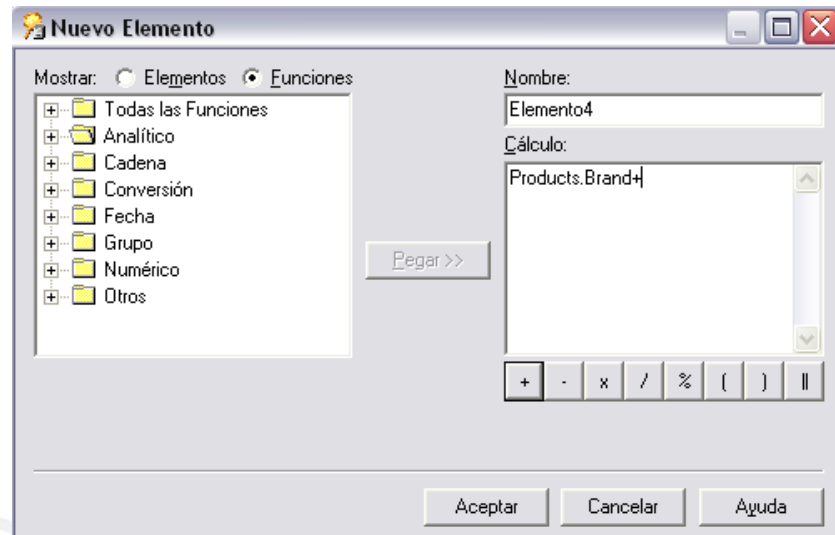 Nuevo Elemento
Mostrar: Elementos Funciones
Todas las Funciones
Analítico
Cadena
Conversión
Fecha
Grupo
Numérico
Otros
Pegar >>
Nombre:
Elemento4
Cálculo:
Products.Brand+
+ - x / % ( ) ||
Aceptar Cancelar Ayuda